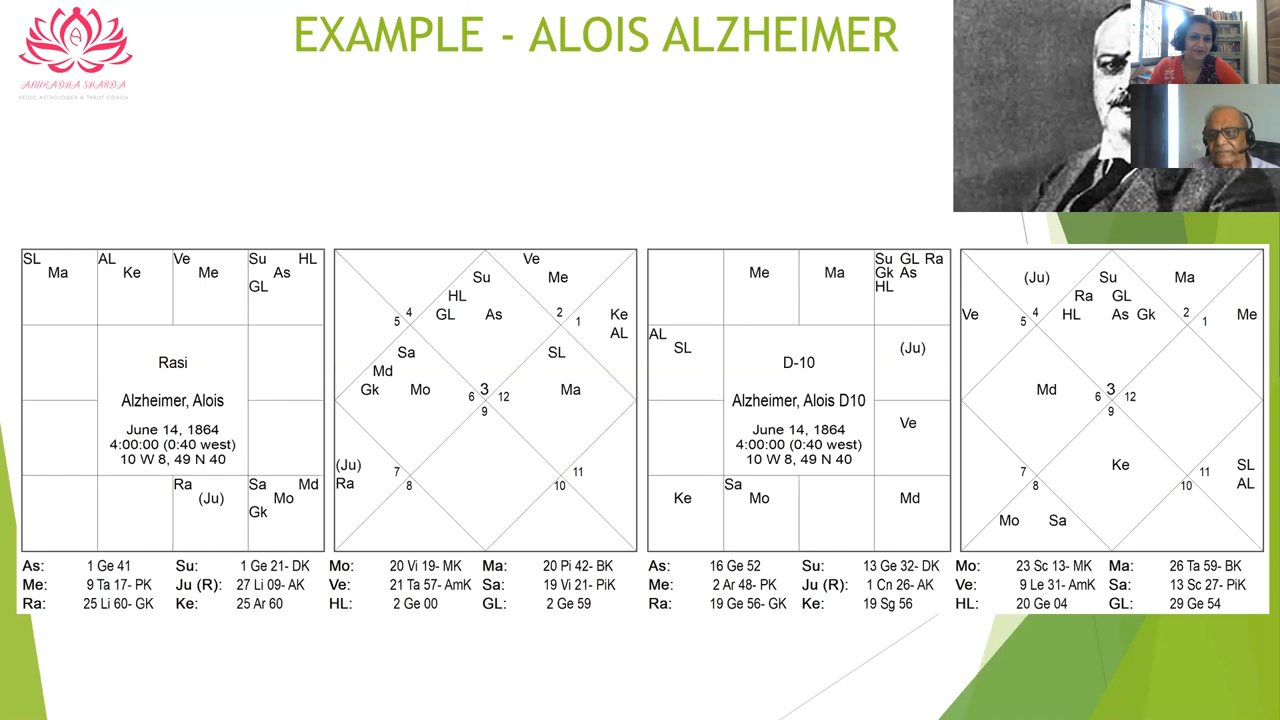 EXAMPLE - ALOIS ALZHEIMER
ANURADHA SHARDA
VEDIC ASTROLOGER & TAROT COACH
SL
Ma
AL
Ke
Ve
Me
Su HL
As
GL
Rasi
Alzheimer, Alois
June 14, 1864
4:00:00 (0:40 west)
10 W 8, 49 N 40
Ra
(Ju)
Sa Md
Mo
Gk
Ve
Su Me
HL
4 GL As 2 Ke
5 1
AL
Sa SL
Md
Gk Mo Ma
3
6 12
9
(Ju)
Ra
7 11
8 10
Me
Ma
Su GL Ra
Gk As
HL
AL
SL
(Ju)
D-10
Alzheimer, Alois D10
June 14, 1864
4:00:00 (0:40 west)
10 W 8, 49 N 40
Ve
Ke
Sa
Mo
Md
(Ju) Su Ma
Ra GL
Ve 4 HL As Gk 2 Me
5 1
Md 3
6 12
9
Ke SL
7 11
8 10 AL
Mo Sa
As: 1 Ge 41 Su: 1 Ge 21- DK Mo: 20 Vi 19- MK Ma: 20 Pi 42- BK
Me: 9 Ta 17- PK Ju (R): 27 Li 09- AK Ve: 21 Ta 57- AmK Sa: 19 Vi 21- PiK
Ra: 25 Li 60- GK Ke: 25 Ar 60 HL: 2 Ge 00 GL: 2 Ge 59
As: 16 Ge 52 Su: 13 Ge 32- DK Mo: 23 Sc 13- MK Ma: 26 Ta 59- BK
Me: 2 Ar 48- PK Ju (R): 1 Cn 26- AK Ve: 9 Le 31- AmK Sa: 13 Sc 27- PiK
Ra: 19 Ge 56- GK Ke: 19 Sg 56 HL: 20 Ge 04 GL: 29 Ge 54